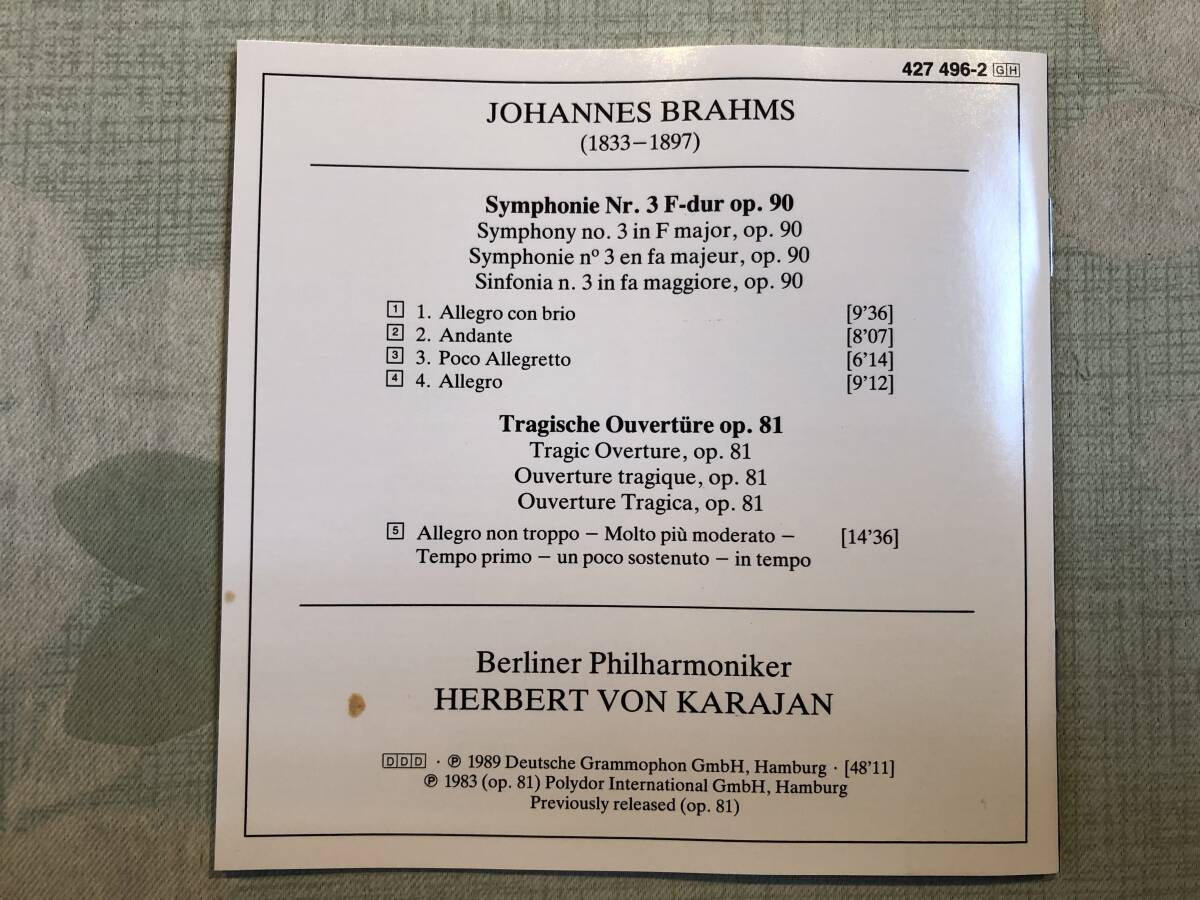 427 496-2 GH
JOHANNES BRAHMS
(1833–1897)
Symphonie Nr. 3 F-dur op. 90
Symphony no. 3 in F major, op. 90
Symphonie nº 3 en fa majeur, op. 90
Sinfonia n. 3 in fa maggiore, op. 90
1 1. Allegro con brio [9’36]
2 2. Andante [8’07]
3 3. Poco Allegretto [6’14]
4 4. Allegro [9’12]
Tragische Ouvertüre op. 81
Tragic Overture, op. 81
Ouverture tragique, op. 81
Ouverture Tragica, op. 81
5 Allegro non troppo – Molto più moderato – [14’36]
Tempo primo – un poco sostenuto – in tempo
Berliner Philharmoniker
HERBERT VON KARAJAN
DDD · ℗ 1989 Deutsche Grammophon GmbH, Hamburg · [48’11]
℗ 1983 (op. 81) Polydor International GmbH, Hamburg
Previously released (op. 81)